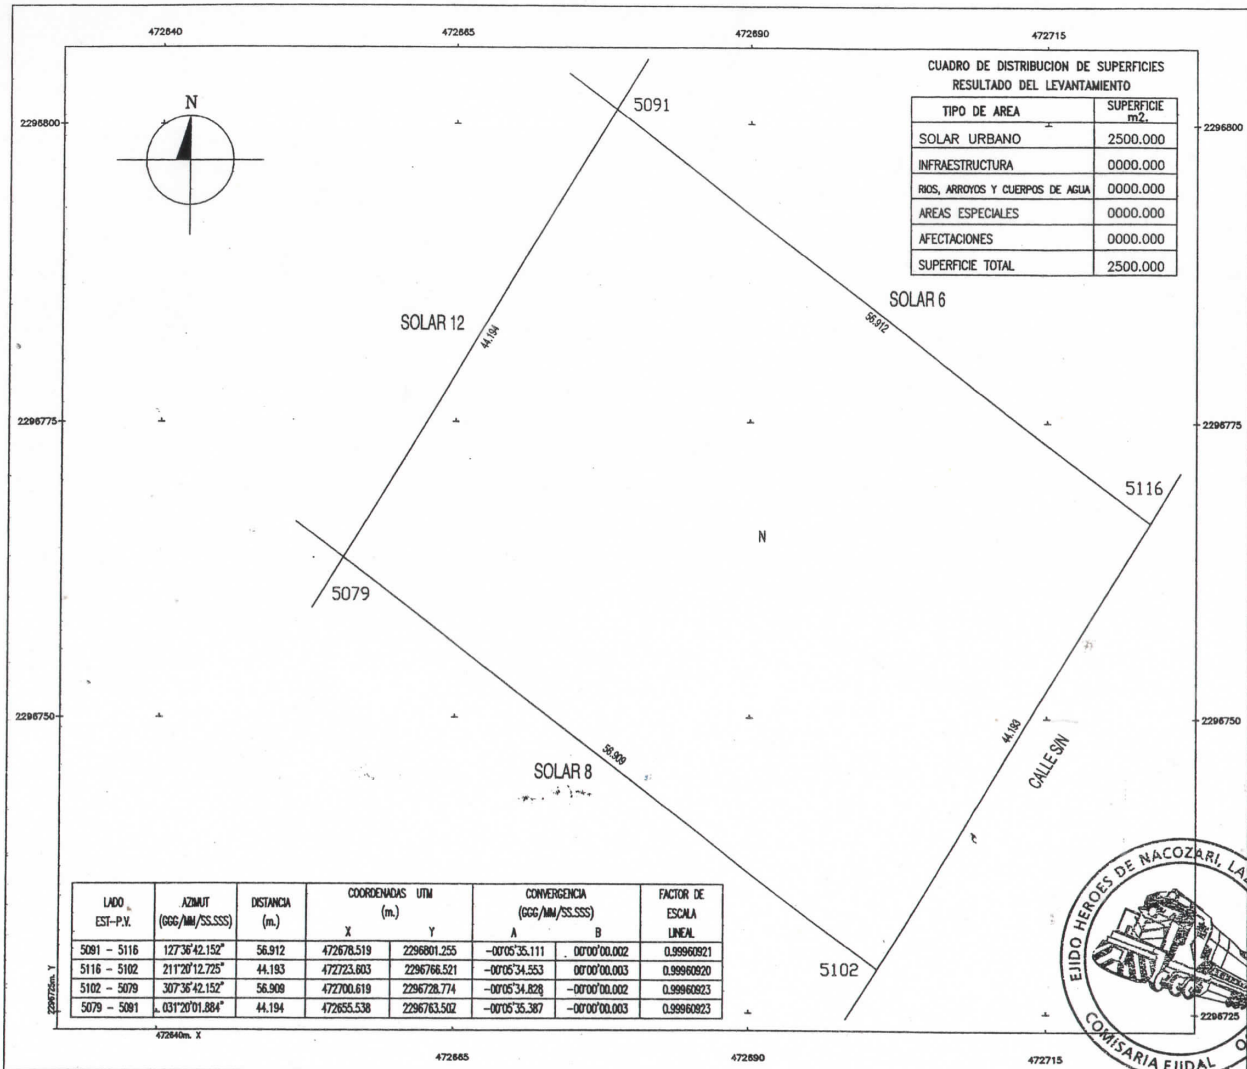 472640 472665 472690 472715
CUADRO DE DISTRIBUCION DE SUPERFICIES
RESULTADO DEL LEVANTAMIENTO
TIPO DE AREA SUPERFICIE m2.
SOLAR URBANO 2500.000
INFRAESTRUCTURA 0000.000
RIOS, ARROYOS Y CUERPOS DE AGUA 0000.000
AREAS ESPECIALES 0000.000
AFECTACIONES 0000.000
SUPERFICIE TOTAL 2500.000
N
5091
2296800 2296800
SOLAR 6
56.912
SOLAR 12
44.194
2296775 2296775
5116
N
5079
2296750 2296750
44.193
CALLE S/N
56.909
SOLAR 8
5102
LADO EST-P.V. AZIMUT (GGG/MM/SS.SSS) DISTANCIA (m.) COORDENADAS UTM (m.) X Y CONVERGENCIA (GGG/MM/SS.SSS) A B FACTOR DE ESCALA LINEAL
5091 - 5116 127°36'42.152" 56.912 472678.519 2296801.255 -00°05'35.111 00°00'00.002 0.99960921
5116 - 5102 211°20'12.725" 44.193 472723.603 2296766.521 -00°05'34.553 00°00'00.003 0.99960920
5102 - 5079 307°36'42.152" 56.909 472700.619 2296728.774 -00°05'34.828 -00°00'00.002 0.99960923
5079 - 5091 031°20'01.884" 44.194 472655.538 2296763.502 -00°05'35.387 -00°00'00.003 0.99960923
2296725m. Y
2296725
472640m. X
472665 472690 472715
EJIDO HEROES DE NACOZARI,
COMISARIA EJIDAL